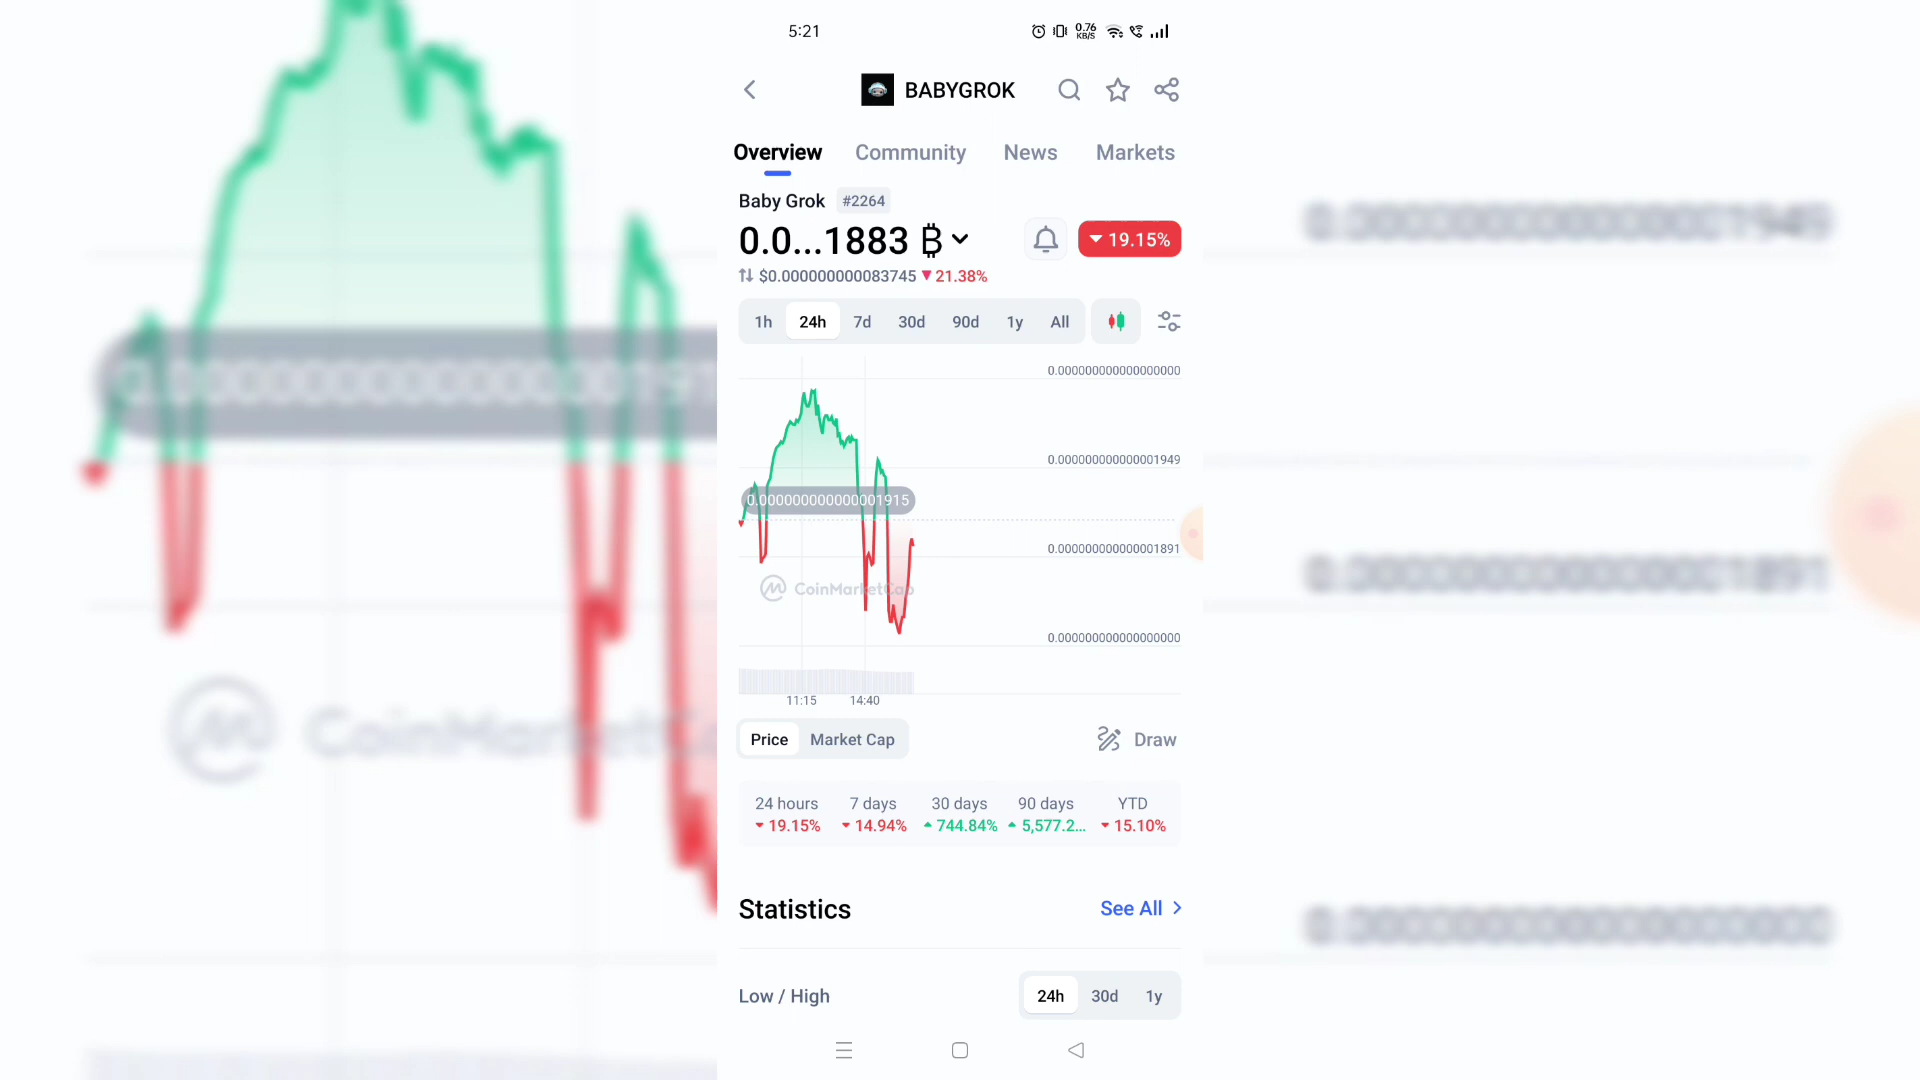 5:21 0.76 KB/S
BABYGROK
Overview Community News Markets
Baby Grok #2264
0.0...1883 ₿ 19.15%
$0.000000000083745 21.38%
1h 24h 7d 30d 90d 1y All
0.000000000000000000
0.000000000000001949
0.000000000000001915
0.000000000000001891
CoinMarketCap
0.000000000000000000
11:15 14:40
Price Market Cap Draw
24 hours 7 days 30 days 90 days YTD
19.15% 14.94% 744.84% 5,577.2... 15.10%
Statistics See All
Low / High 24h 30d 1y